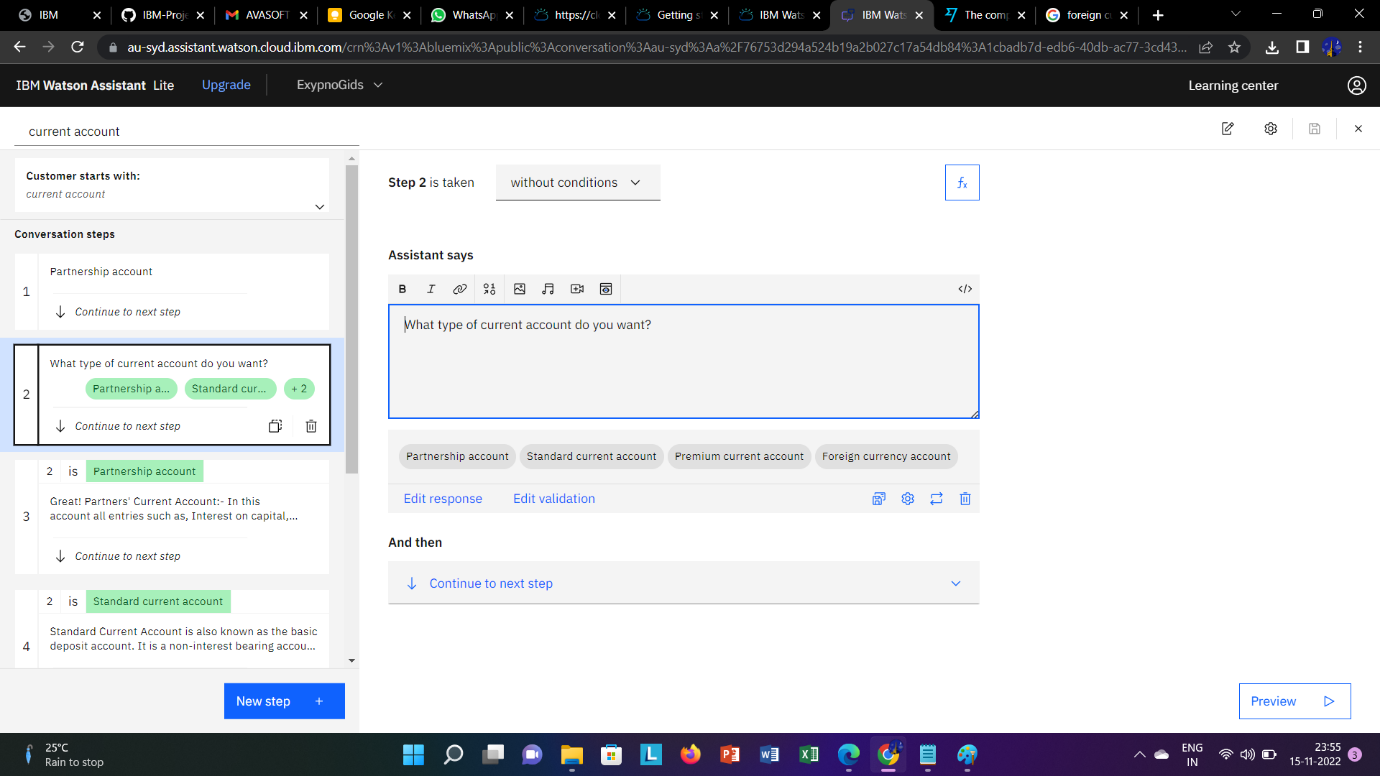 IBM
IBM-Proje
AVASOFT
Google K
WhatsAp
https://cl
Getting s
IBM Wats
IBM Wats
The comp
foreign c
au-syd.assistant.watson.cloud.ibm.com/crn%3Av1%3Abluemix%3Apublic%3Aconversation%3Aau-syd%3Aa%2F76753d294a524b19a2b027c17a54db84%3A1cbadb7d-edb6-40db-ac77-3cd43...
IBM Watson Assistant Lite
Upgrade
ExypnoGids
Learning center
current account
Customer starts with:
current account
Conversation steps
1
Partnership account
Continue to next step
2
What type of current account do you want?
Partnership a...
Standard cur...
+ 2
Continue to next step
3
2 is Partnership account
Great! Partners' Current Account:- In this
account all entries such as, Interest on capital,...
Continue to next step
4
2 is Standard current account
Standard Current Account is also known as the basic
deposit account. It is a non-interest bearing accou...
New step +
Step 2 is taken
without conditions
fx
Assistant says
B I
</>
What type of current account do you want?
Partnership account
Standard current account
Premium current account
Foreign currency account
Edit response
Edit validation
And then
Continue to next step
Preview
25°C
Rain to stop
ENG
IN
23:55
15-11-2022
3